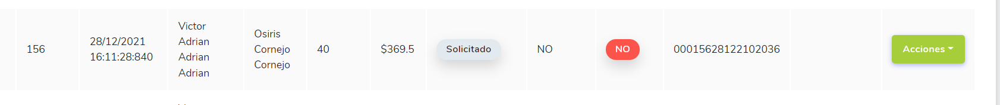 156
28/12/2021
16:11:28:840
Victor
Adrian
Adrian
Adrian
Osiris
Cornejo
Cornejo
40
$369.5
Solicitado
NO
NO
00015628122102036
Acciones